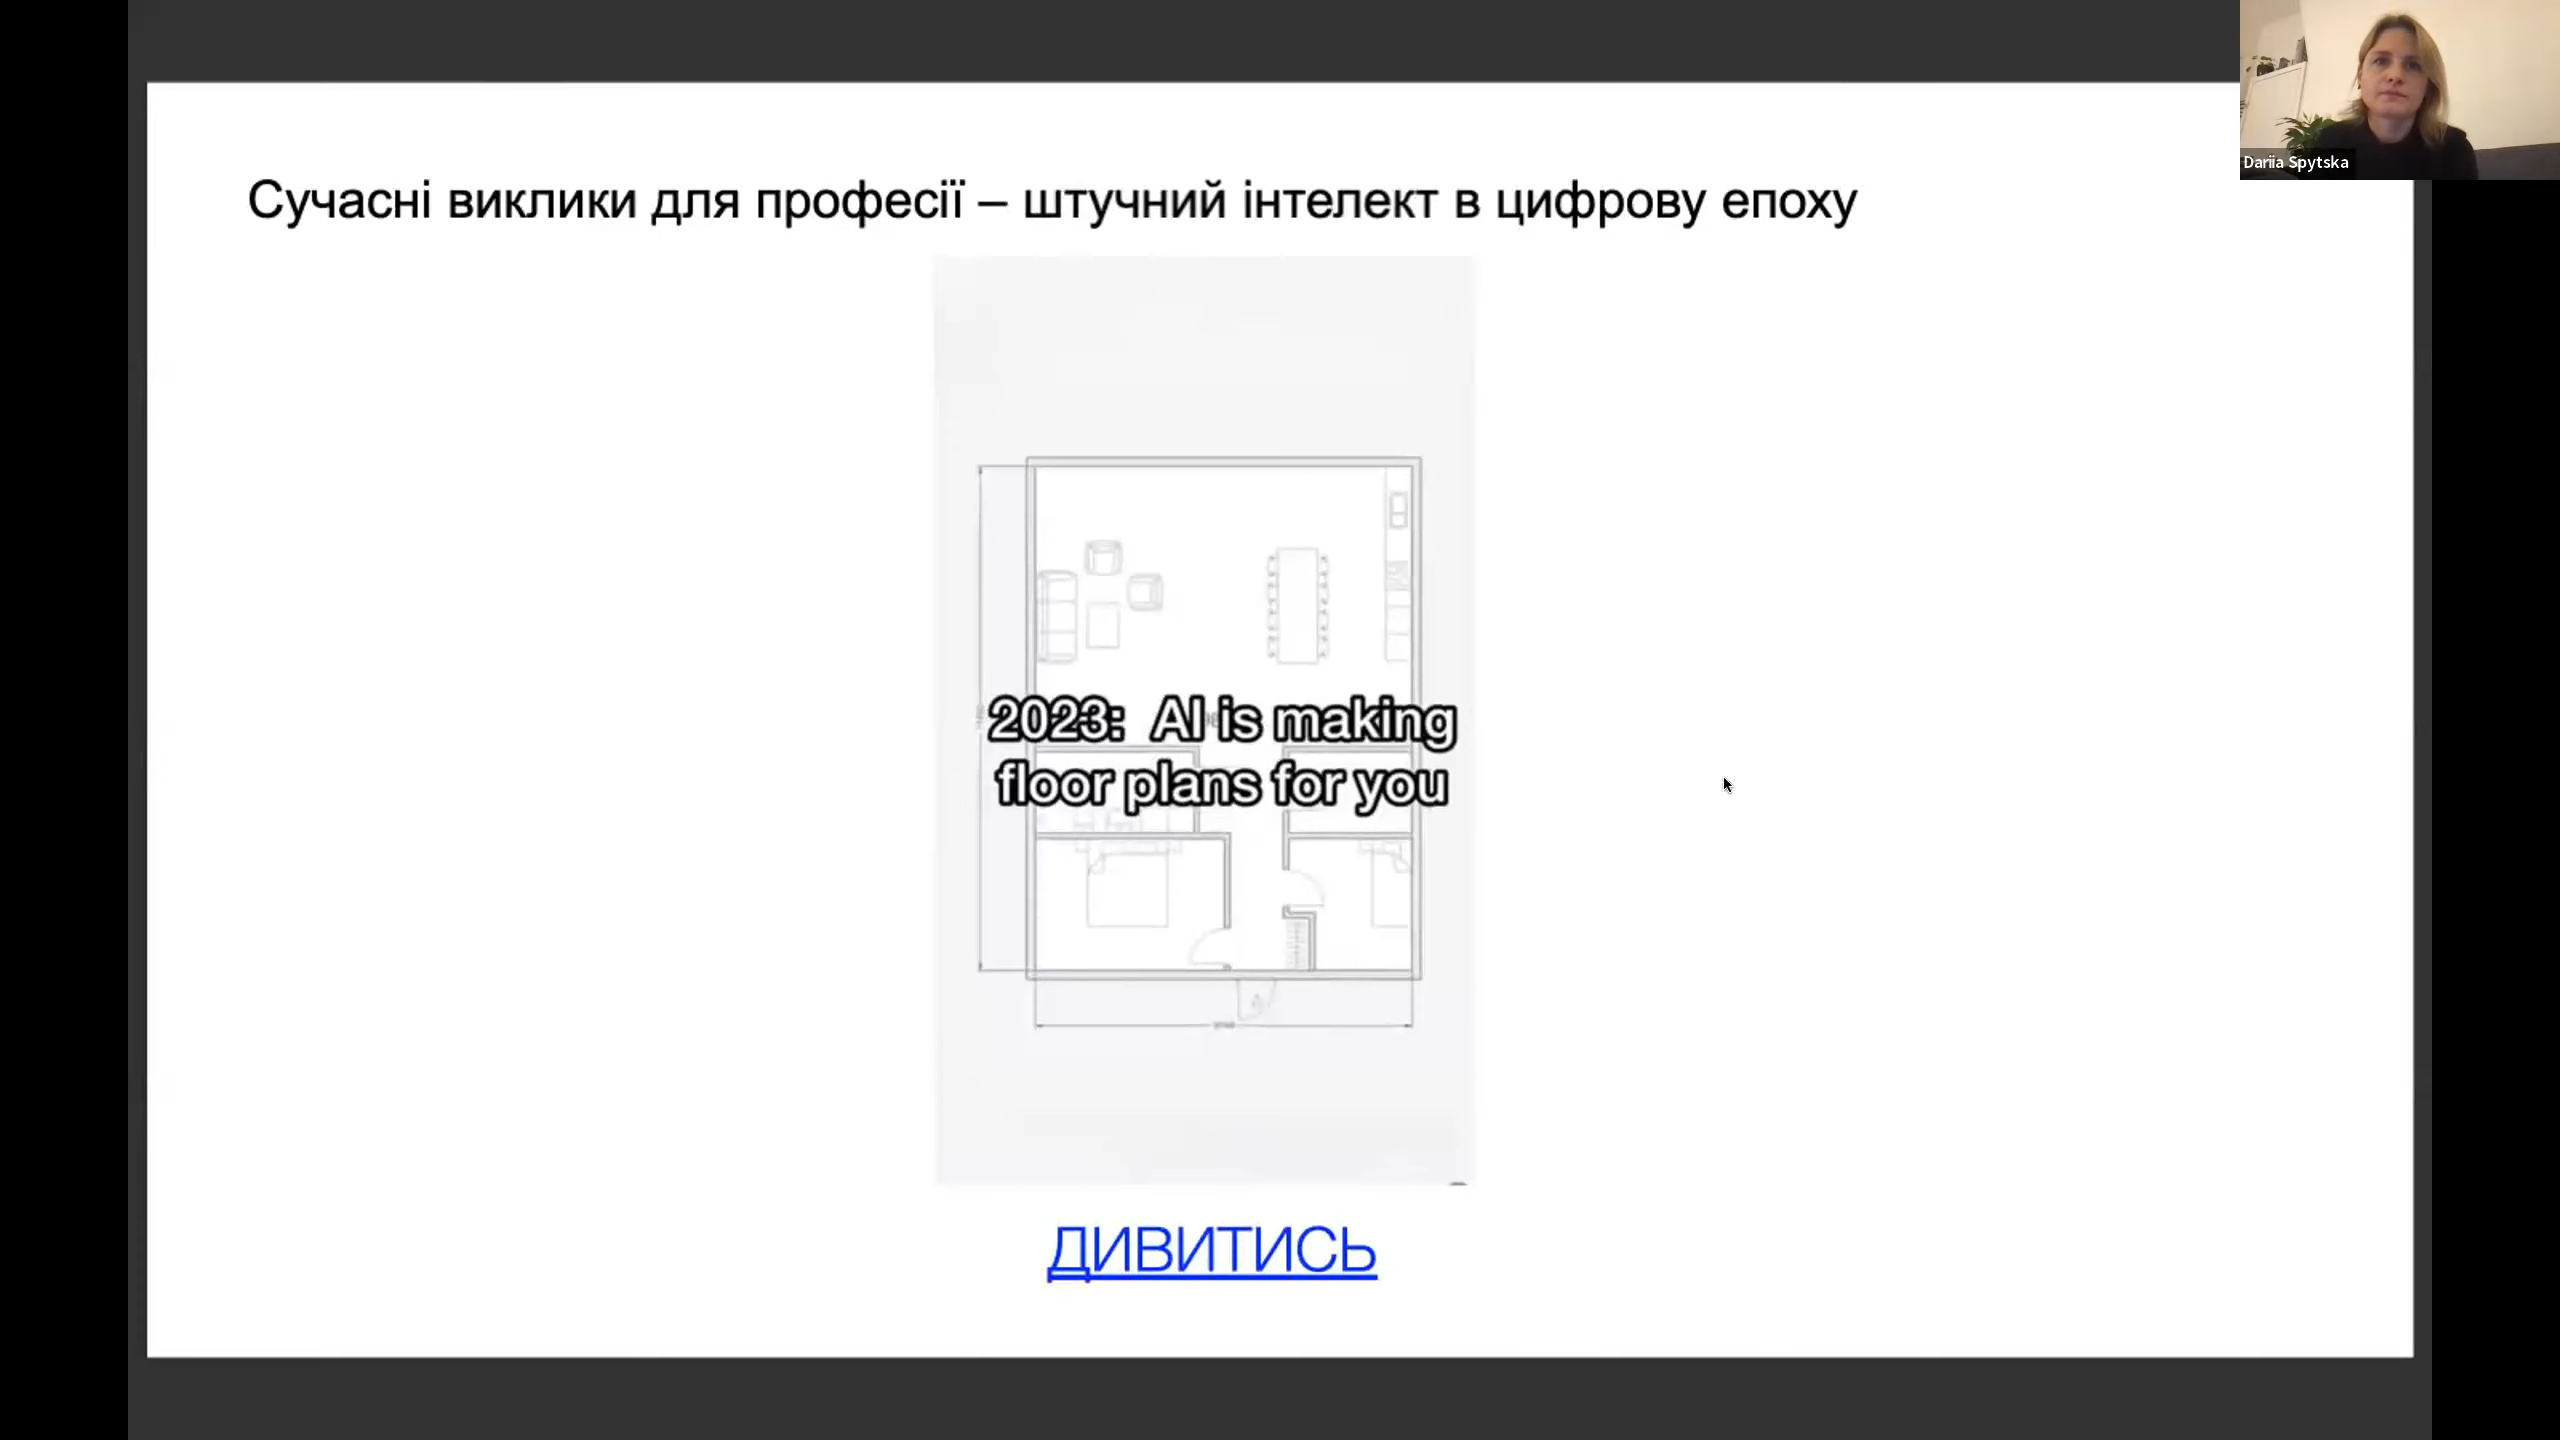 Dariia Spytska
Сучасні виклики для професії – штучний інтелект в цифрову епоху
2023: AI is making
floor plans for you
ДИВИТИСЬ